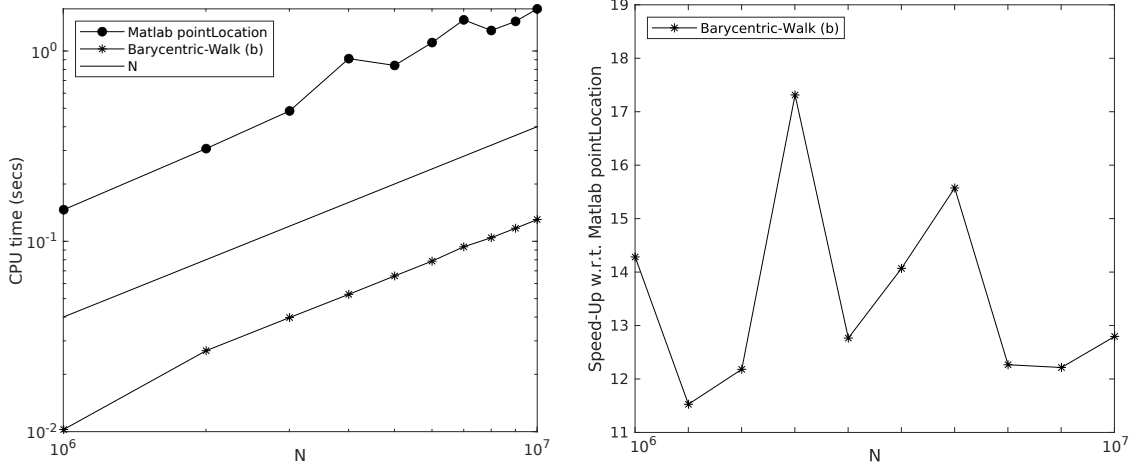 Matlab pointLocation
Barycentric-Walk (b)
N
10^0
10^-1
10^-2
CPU time (secs)
10^6
10^7
N
Barycentric-Walk (b)
19
18
17
16
15
14
13
12
11
Speed-Up w.r.t. Matlab pointLocation
10^6
10^7
N